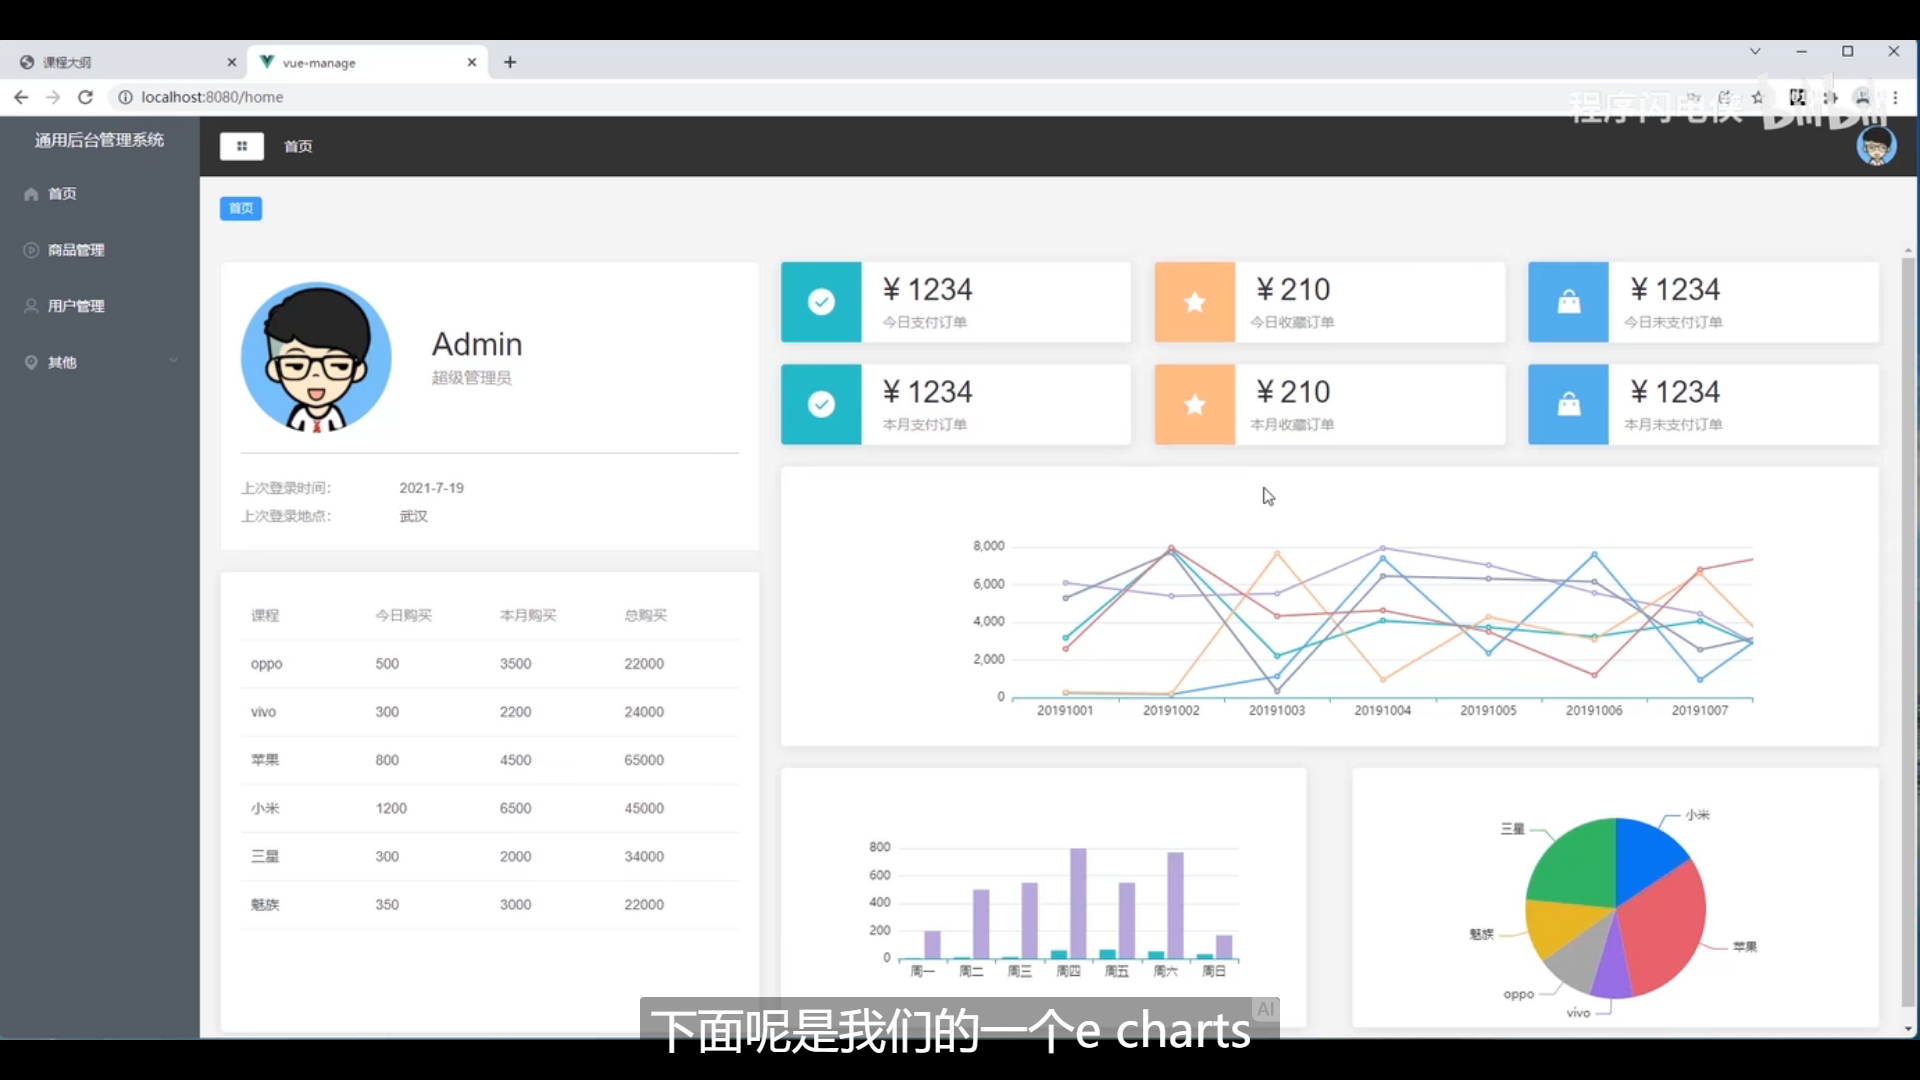 课程大纲
vue-manage
localhost:8080/home
程序闪电侠
bilibili
通用后台管理系统
首页
首页
商品管理
用户管理
其他
首页
Admin
超级管理员
上次登录时间: 2021-7-19
上次登录地点: 武汉
¥ 1234
今日支付订单
¥ 210
今日收藏订单
¥ 1234
今日未支付订单
¥ 1234
本月支付订单
¥ 210
本月收藏订单
¥ 1234
本月未支付订单
课程 今日购买 本月购买 总购买
oppo 500 3500 22000
vivo 300 2200 24000
苹果 800 4500 65000
小米 1200 6500 45000
三星 300 2000 34000
魅族 350 3000 22000
8,000
6,000
4,000
2,000
0
20191001 20191002 20191003 20191004 20191005 20191006 20191007
800
600
400
200
0
周一 周二 周三 周四 周五 周六 周日
小米
三星
魅族
苹果
oppo
vivo
AI
下面呢是我们的一个e charts